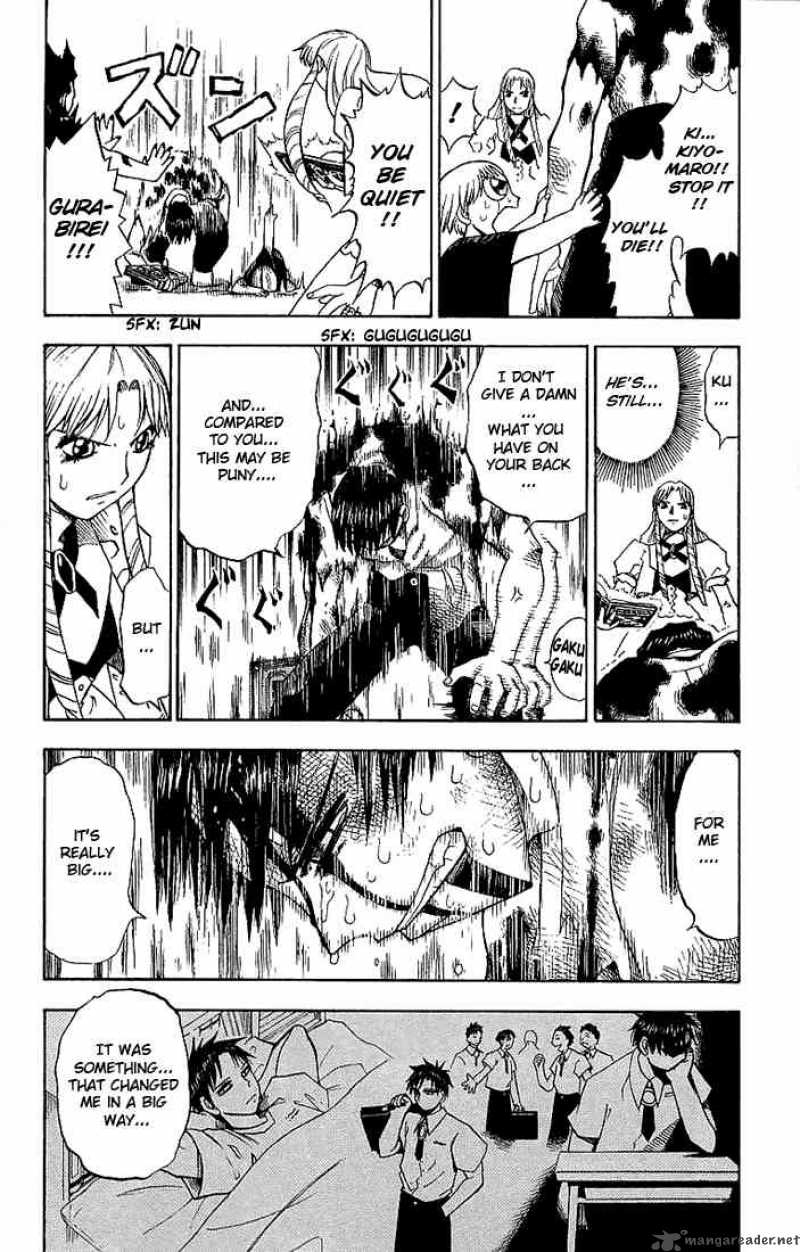 KI...
KIYO-
MARO!!
STOP IT
!!
YOU'LL
DIE!!
!
ズン
YOU
BE
QUIET
!!
GURA-
BIREI
!!!
SFX: ZUN
SFX: GUGUGUGUGU
KU
...
HE'S...
STILL...
I DON'T
GIVE A DAMN
...
WHAT YOU
HAVE ON
YOUR BACK
...
ぐぐぐ
AND...
COMPARED
TO YOU...
THIS MAY BE
PUNY....
ぐぐ
GAKU
GAKU
BUT
...
FOR
ME
....
IT'S
REALLY
BIG....
IT WAS
SOMETHING...
THAT CHANGED
ME IN A BIG
WAY...
mangareader.net